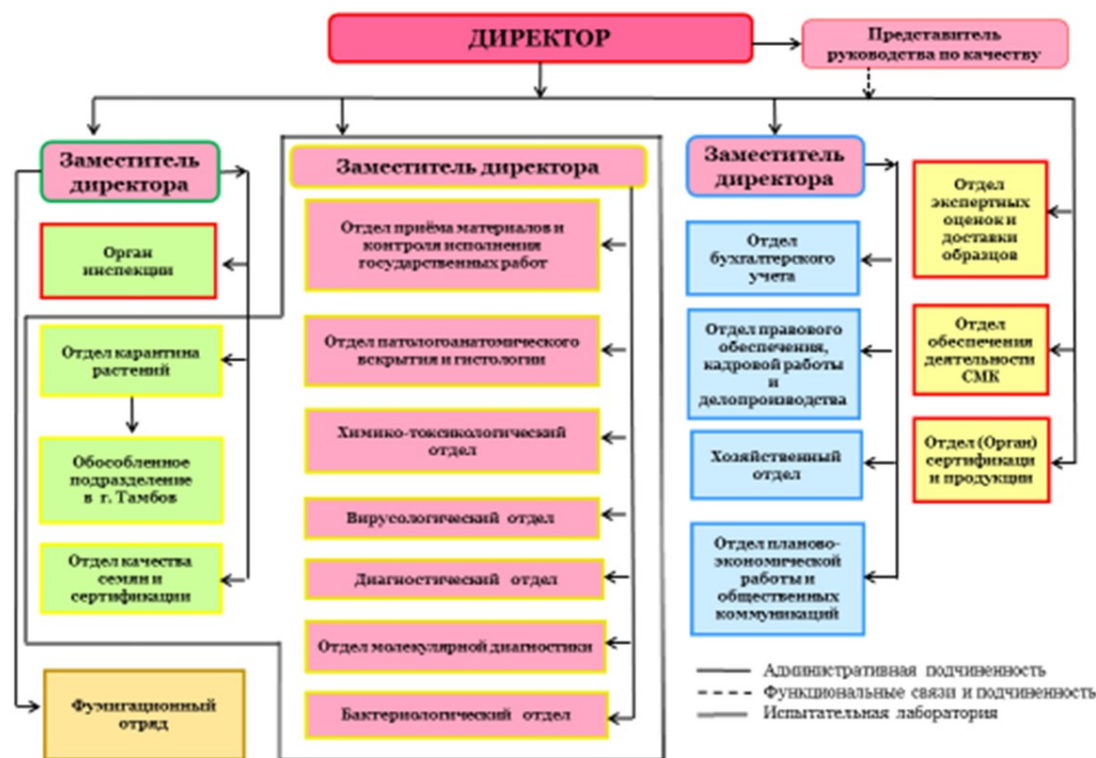 ДИРЕКТОР
Представитель
руководства по качеству
Заместитель
директора
Орган
инспекции
Отдел карантина
растений
Обособленное
подразделение
в г. Тамбов
Отдел качества
семян и
сертификации
Фумигационный
отряд
Заместитель директора
Отдел приёма материалов и
контроля исполнения
государственных работ
Отдел патологоанатомического
вскрытия и гистологии
Химико-токсикологический
отдел
Вирусологический отдел
Диагностический отдел
Отдел молекулярной диагностики
Бактериологический отдел
Заместитель
директора
Отдел
бухгалтерского
учета
Отдел правового
обеспечения,
кадровой работы
и
делопроизводства
Хозяйственный
отдел
Отдел планово-
экономической
работы и
общественных
коммуникаций
Отдел
экспертных
оценок и
доставки
образцов
Отдел
обеспечения
деятельности
СМК
Отдел (Орган)
сертификаци
и продукции
Административная подчиненность
Функциональные связи и подчиненность
Испытательная лаборатория